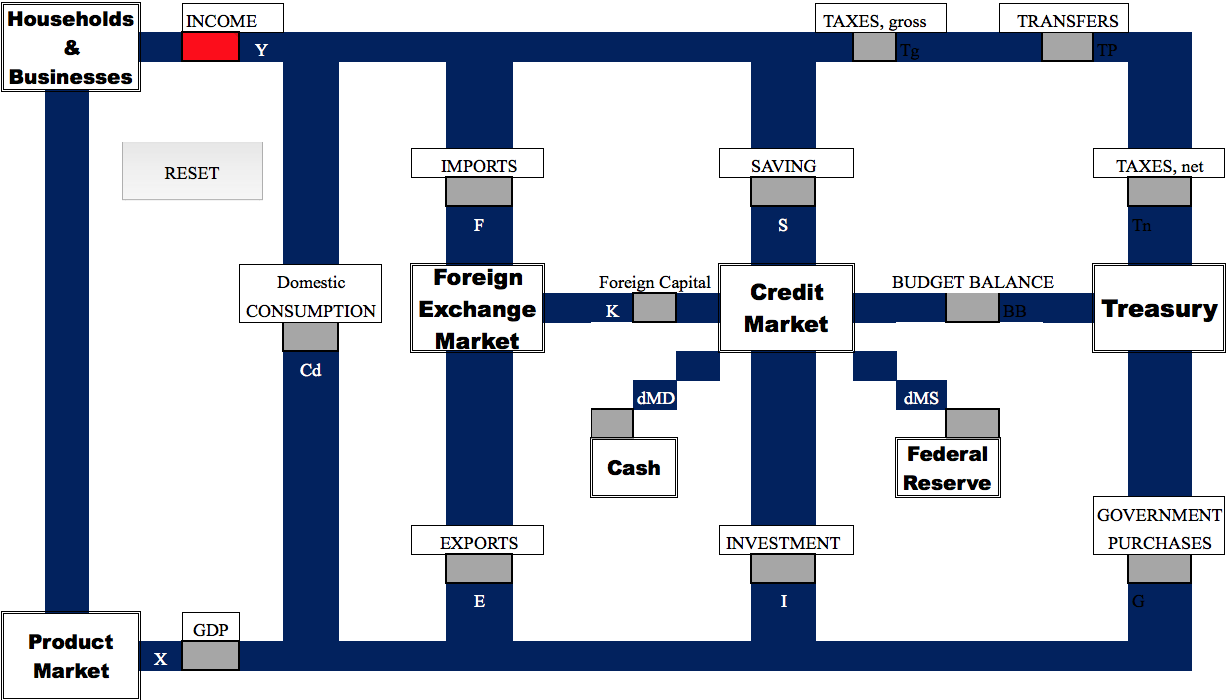 Households
&
Businesses
INCOME
Y
TAXES, gross
Tg
TRANSFERS
TP
RESET
IMPORTS
F
SAVING
S
TAXES, net
Tn
Domestic
CONSUMPTION
Cd
Foreign
Exchange
Market
Foreign Capital
K
Credit
Market
BUDGET BALANCE
BB
Treasury
dMD
Cash
dMS
Federal
Reserve
EXPORTS
E
INVESTMENT
I
GOVERNMENT
PURCHASES
G
Product
Market
GDP
X